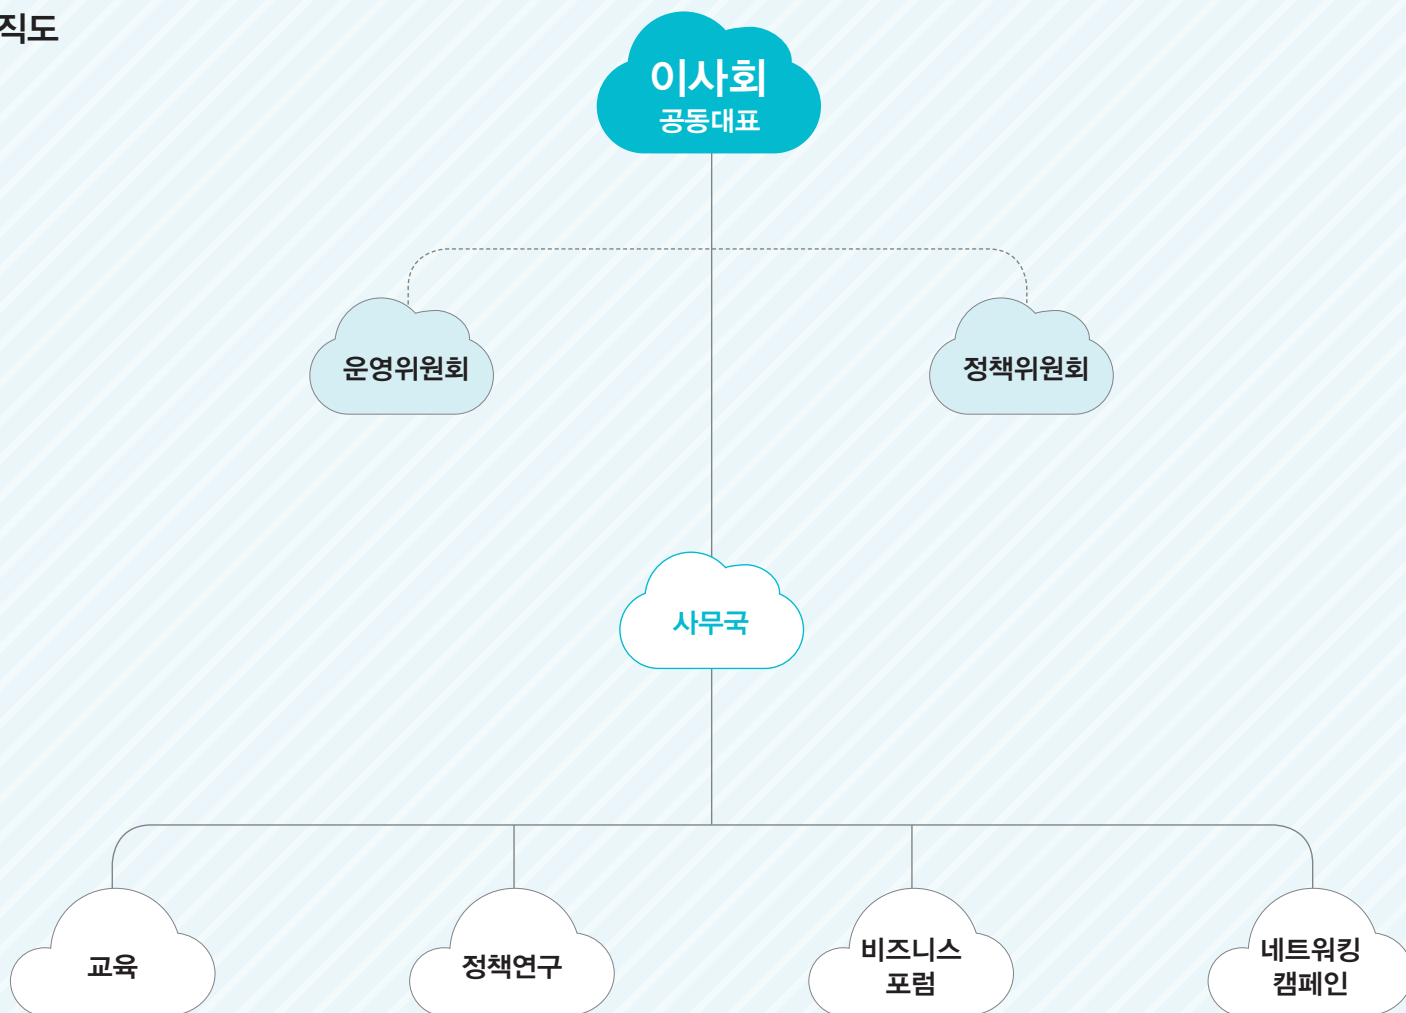 직도
이사회
공동대표
운영위원회
정책위원회
사무국
교육
정책연구
비즈니스
포럼
네트워킹
캠페인